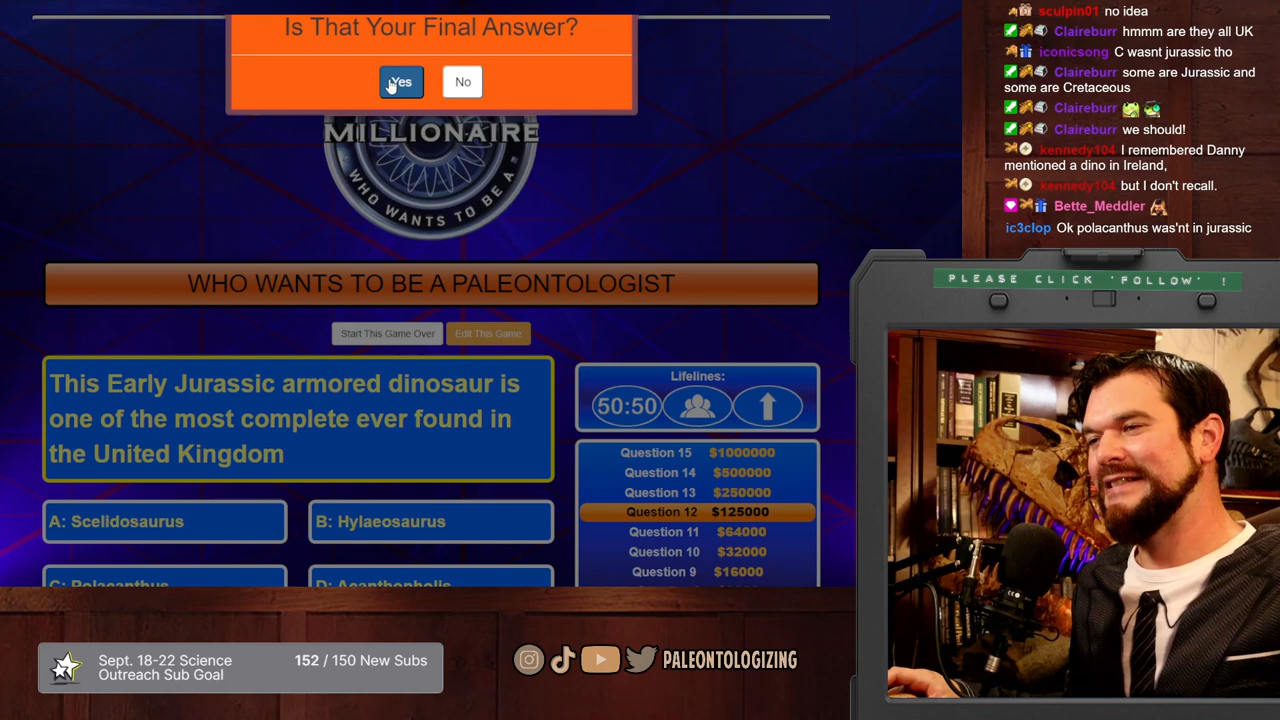 Is That Your Final Answer?
Yes
No
MILLIONAIRE
WHO WANTS TO BE A
WHO WANTS TO BE A PALEONTOLOGIST
Start This Game Over
Edit This Game
This Early Jurassic armored dinosaur is
one of the most complete ever found in
the United Kingdom
A: Scelidosaurus
B: Hylaeosaurus
C: Polacanthus
D: Acanthopholis
Lifelines:
50:50
Question 15 $1000000
Question 14 $500000
Question 13 $250000
Question 12 $125000
Question 11 $64000
Question 10 $32000
Question 9 $16000
sculpin01 no idea
Claireburr hmmm are they all UK
iconicsong C wasnt jurassic tho
Claireburr some are Jurassic and
some are Cretaceous
Claireburr
Claireburr we should!
kennedy104 I remembered Danny
mentioned a dino in Ireland,
kennedy104 but I don't recall.
Bette_Meddler
ic3clop Ok polacanthus was'nt in jurassic
PLEASE CLICK 'FOLLOW' !
Sept. 18-22 Science
Outreach Sub Goal
152 / 150 New Subs
PALEONTOLOGIZING